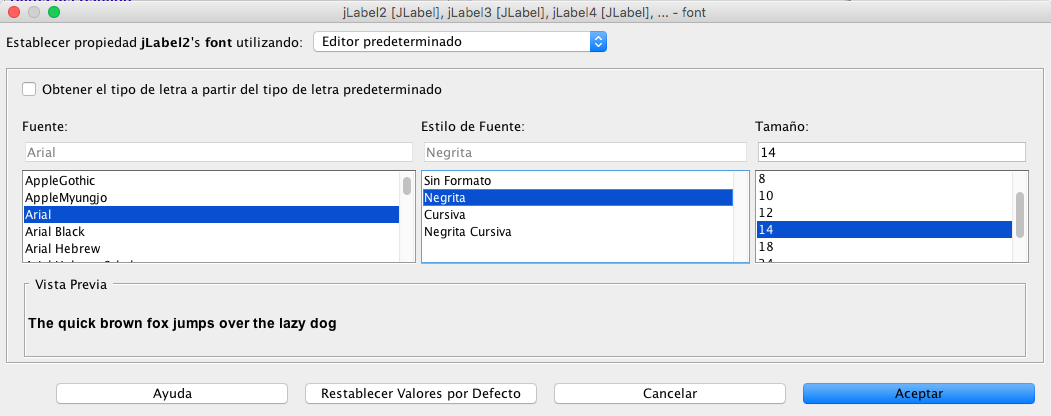 jLabel2 [JLabel], jLabel3 [JLabel], jLabel4 [JLabel], ... - font
Establecer propiedad jLabel2's font utilizando: Editor predeterminado
Obtener el tipo de letra a partir del tipo de letra predeterminado
Fuente: Estilo de Fuente: Tamaño:
Arial Negrita 14
AppleGothic Sin Formato 8
AppleMyungjo Negrita 10
Arial Cursiva 12
Arial Black Negrita Cursiva 14
Arial Hebrew 18
Vista Previa
The quick brown fox jumps over the lazy dog
Ayuda Restablecer Valores por Defecto Cancelar Aceptar